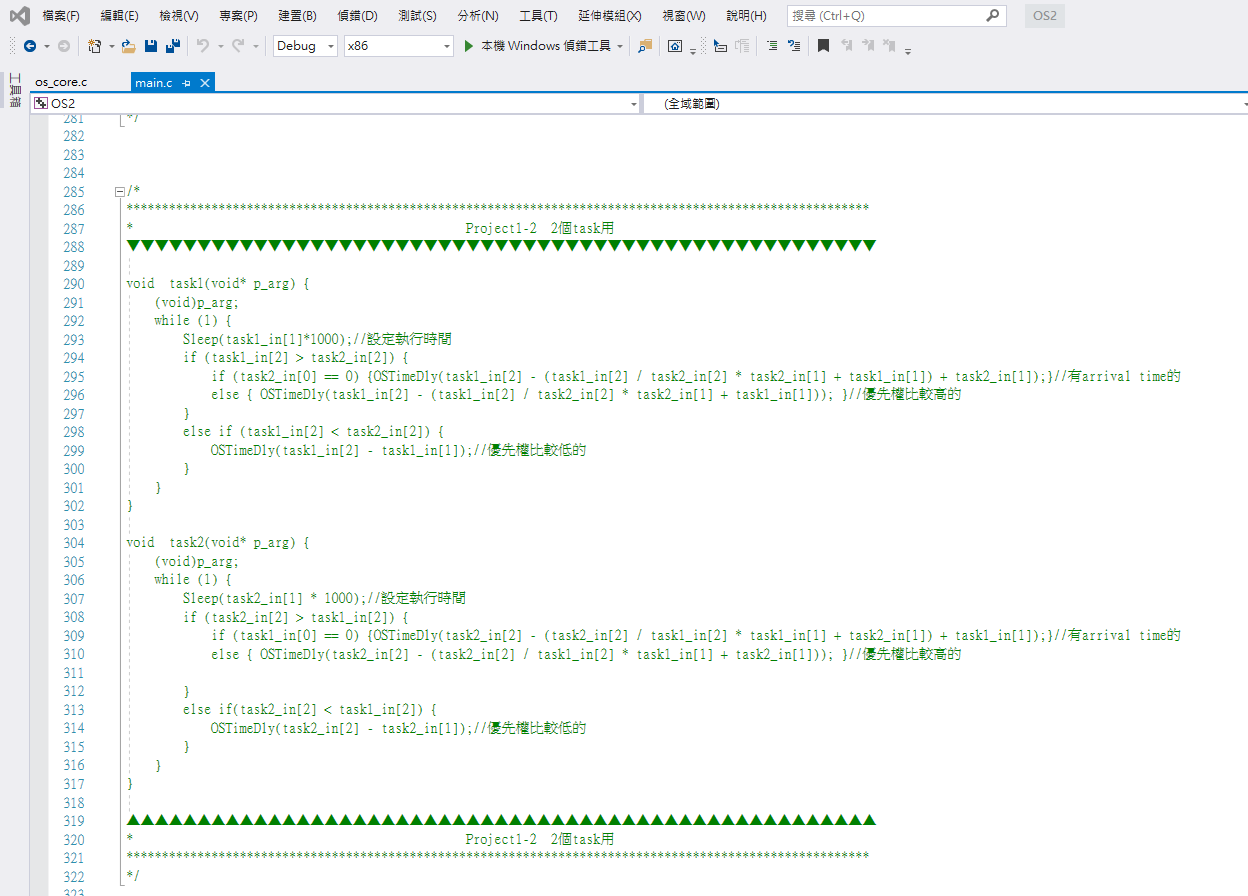 檔案(F) 編輯(E) 檢視(V) 專案(P) 建置(B) 偵錯(D) 測試(S) 分析(N) 工具(T) 延伸模組(X) 視窗(W) 說明(H) 搜尋 (Ctrl+Q) OS2
Debug x86 本機 Windows 偵錯工具
工具箱
os_core.c main.c
OS2 (全域範圍)
281 */
282
283
284
285 /*
286 *********************************************************************************************************
287 * Project1-2 2個task用
288 ▼▼▼▼▼▼▼▼▼▼▼▼▼▼▼▼▼▼▼▼▼▼▼▼▼▼▼▼▼▼▼▼▼▼▼▼▼▼▼▼▼▼▼▼▼▼▼▼▼▼▼▼▼
289
290 void task1(void* p_arg) {
291 (void)p_arg;
292 while (1) {
293 Sleep(task1_in[1]*1000);//設定執行時間
294 if (task1_in[2] > task2_in[2]) {
295 if (task2_in[0] == 0) {OSTimeDly(task1_in[2] - (task1_in[2] / task2_in[2] * task2_in[1] + task1_in[1]) + task2_in[1]);}//有arrival time的
296 else { OSTimeDly(task1_in[2] - (task1_in[2] / task2_in[2] * task2_in[1] + task1_in[1])); }//優先權比較高的
297 }
298 else if (task1_in[2] < task2_in[2]) {
299 OSTimeDly(task1_in[2] - task1_in[1]);//優先權比較低的
300 }
301 }
302 }
303
304 void task2(void* p_arg) {
305 (void)p_arg;
306 while (1) {
307 Sleep(task2_in[1] * 1000);//設定執行時間
308 if (task2_in[2] > task1_in[2]) {
309 if (task1_in[0] == 0) {OSTimeDly(task2_in[2] - (task2_in[2] / task1_in[2] * task1_in[1] + task2_in[1]) + task1_in[1]);}//有arrival time的
310 else { OSTimeDly(task2_in[2] - (task2_in[2] / task1_in[2] * task1_in[1] + task2_in[1])); }//優先權比較高的
311
312 }
313 else if(task2_in[2] < task1_in[2]) {
314 OSTimeDly(task2_in[2] - task2_in[1]);//優先權比較低的
315 }
316 }
317 }
318
319 ▲▲▲▲▲▲▲▲▲▲▲▲▲▲▲▲▲▲▲▲▲▲▲▲▲▲▲▲▲▲▲▲▲▲▲▲▲▲▲▲▲▲▲▲▲▲▲▲▲▲▲▲▲
320 * Project1-2 2個task用
321 *********************************************************************************************************
322 */
323